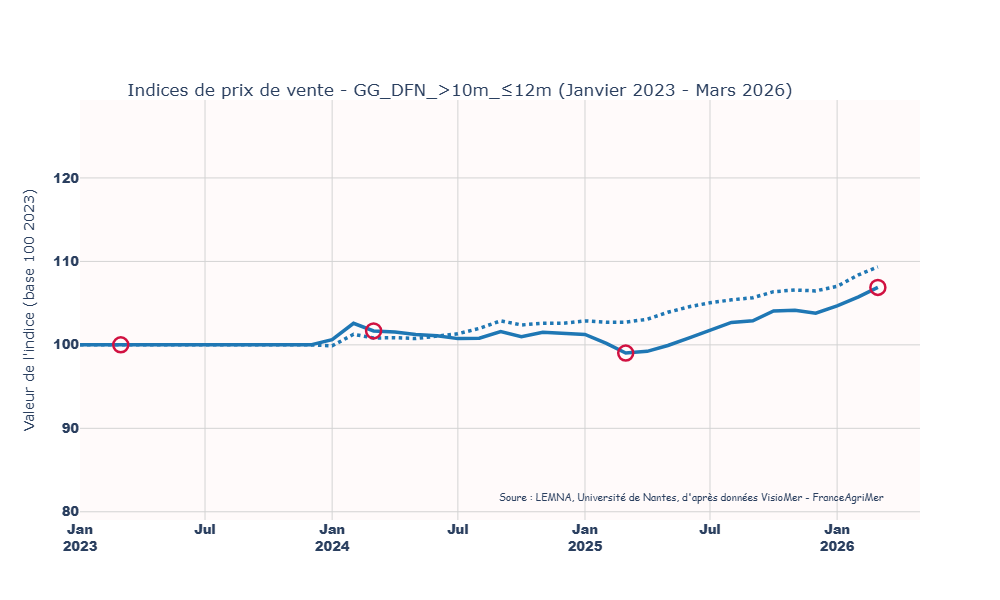 Indices de prix de vente - GG_DFN_>10m_≤12m (Janvier 2023 - Mars 2026)
Valeur de l'indice (base 100 2023)
120
110
100
90
80
Soure : LEMNA, Université de Nantes, d'après données VisioMer - FranceAgriMer
Jan Jul Jan Jul Jan Jul Jan
2023 2024 2025 2026